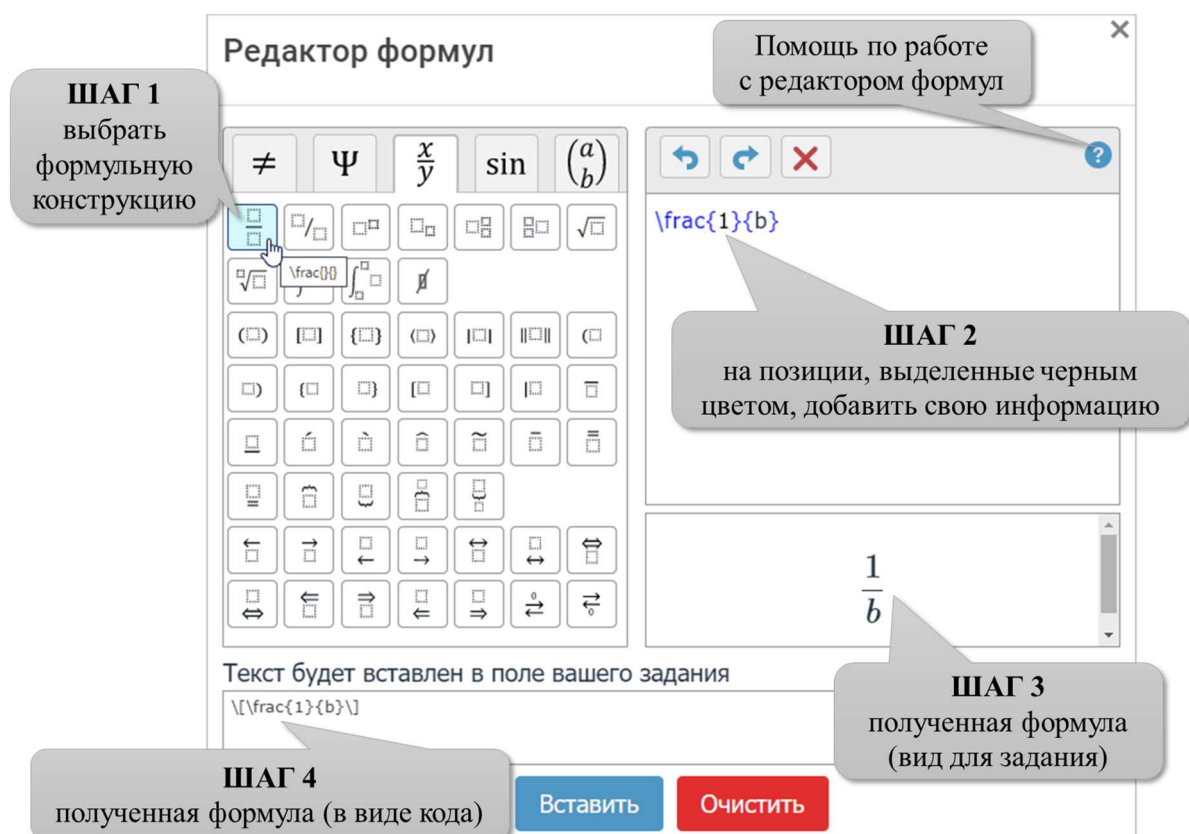 Редактор формул
Помощь по работе
с редактором формул
ШАГ 1
выбрать
формульную
конструкцию
≠ Ψ x/y sin (a b)
?
\frac{}{}
\frac{1}{b}
ШАГ 2
на позиции, выделенные черным
цветом, добавить свою информацию
1
b
Текст будет вставлен в поле вашего задания
\[\frac{1}{b}\]
ШАГ 3
полученная формула
(вид для задания)
ШАГ 4
полученная формула (в виде кода)
Вставить
Очистить